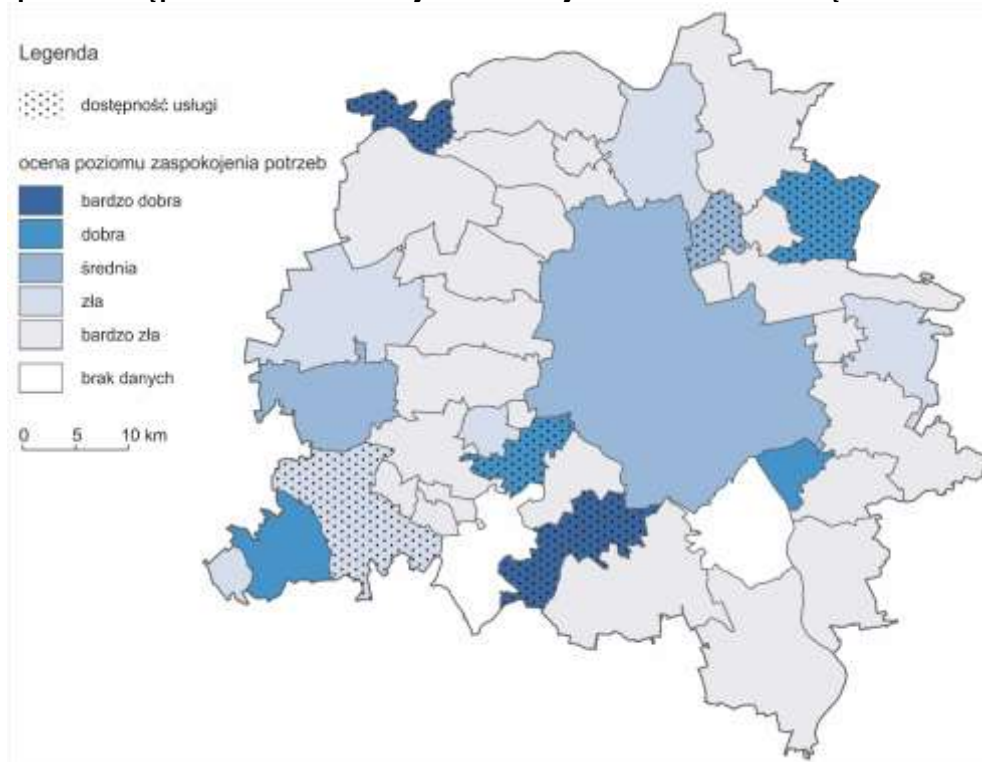 Legenda
dostępność usługi
ocena poziomu zaspokojenia potrzeb
bardzo dobra
dobra
średnia
zła
bardzo zła
brak danych
0 5 10 km